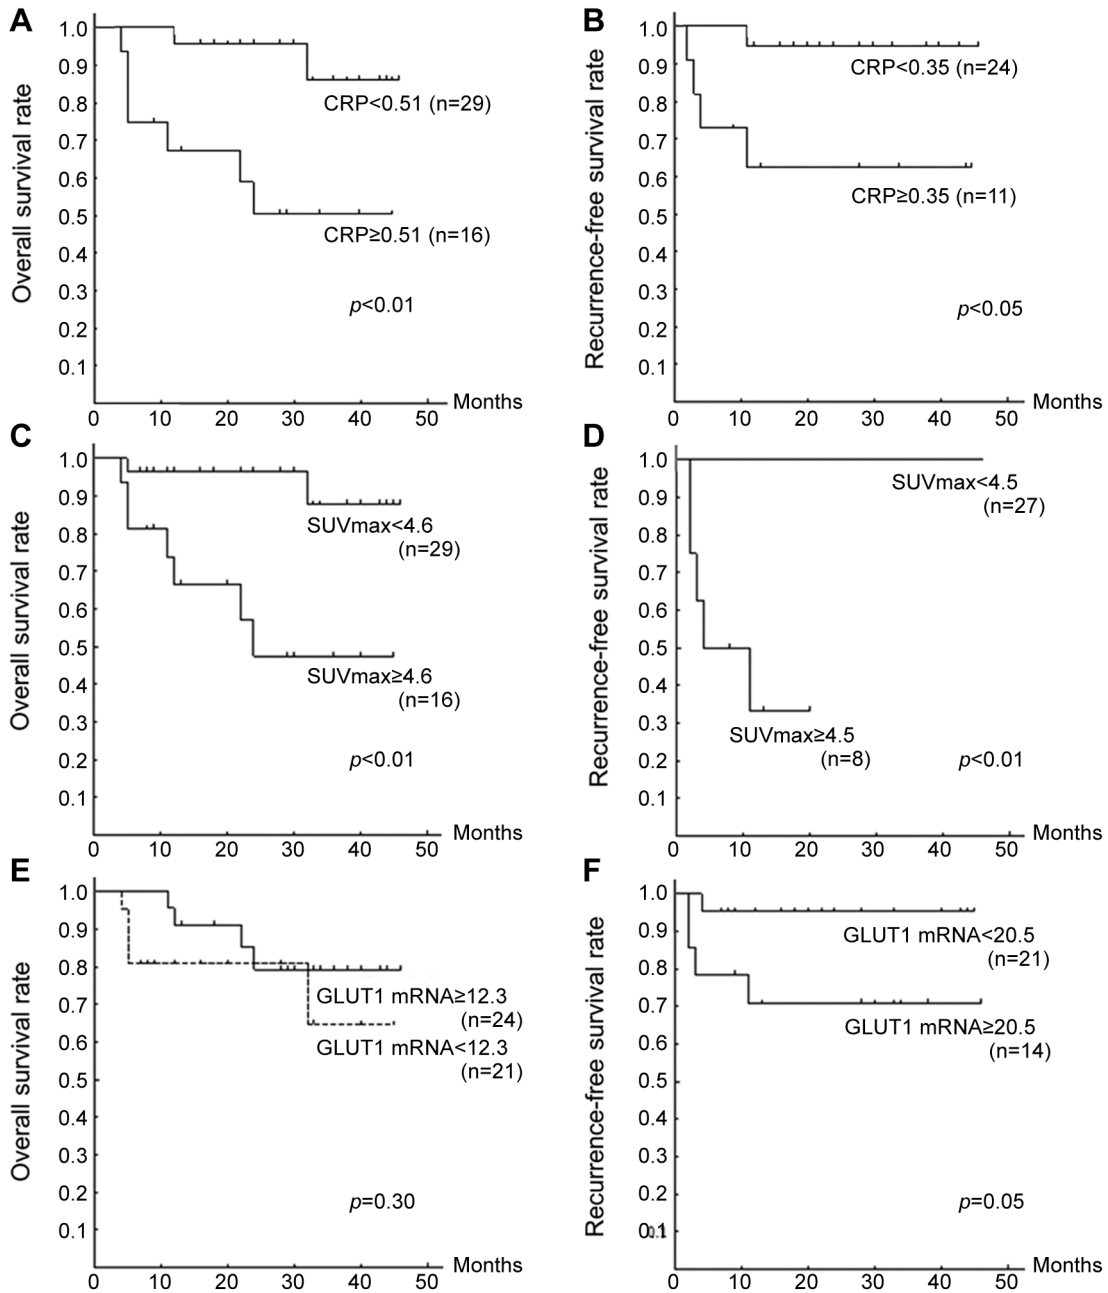 A
Overall survival rate
1.0
0.9
0.8
0.7
0.6
0.5
0.4
0.3
0.2
0.1
CRP<0.51 (n=29)
CRP≥0.51 (n=16)
p<0.01
0 10 20 30 40 50 Months
B
Recurrence-free survival rate
1.0
0.9
0.8
0.7
0.6
0.5
0.4
0.3
0.2
0.1
CRP<0.35 (n=24)
CRP≥0.35 (n=11)
p<0.05
0 10 20 30 40 50 Months
C
Overall survival rate
1.0
0.9
0.8
0.7
0.6
0.5
0.4
0.3
0.2
0.1
SUVmax<4.6
(n=29)
SUVmax≥4.6
(n=16)
p<0.01
0 10 20 30 40 50 Months
D
Recurrence-free survival rate
1.0
0.9
0.8
0.7
0.6
0.5
0.4
0.3
0.2
0.1
SUVmax<4.5
(n=27)
SUVmax≥4.5
(n=8)
p<0.01
0 10 20 30 40 50 Months
E
Overall survival rate
1.0
0.9
0.8
0.7
0.6
0.5
0.4
0.3
0.2
0.1
GLUT1 mRNA≥12.3
(n=24)
GLUT1 mRNA<12.3
(n=21)
p=0.30
0 10 20 30 40 50 Months
F
Recurrence-free survival rate
1.0
0.9
0.8
0.7
0.6
0.5
0.4
0.3
0.2
0.1
GLUT1 mRNA<20.5
(n=21)
GLUT1 mRNA≥20.5
(n=14)
p=0.05
0 10 20 30 40 50 Months